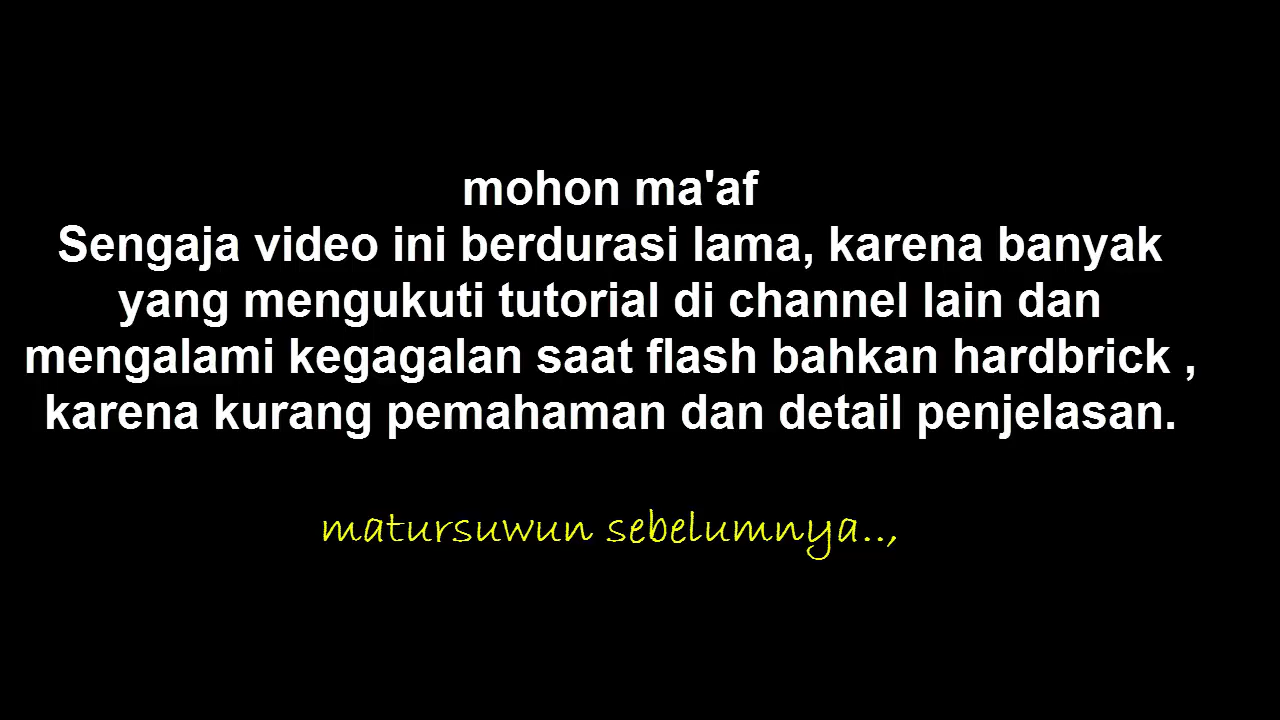 mohon ma'af
Sengaja video ini berdurasi lama, karena banyak
yang mengukuti tutorial di channel lain dan
mengalami kegagalan saat flash bahkan hardbrick ,
karena kurang pemahaman dan detail penjelasan.
matursuwun sebelumnya..,